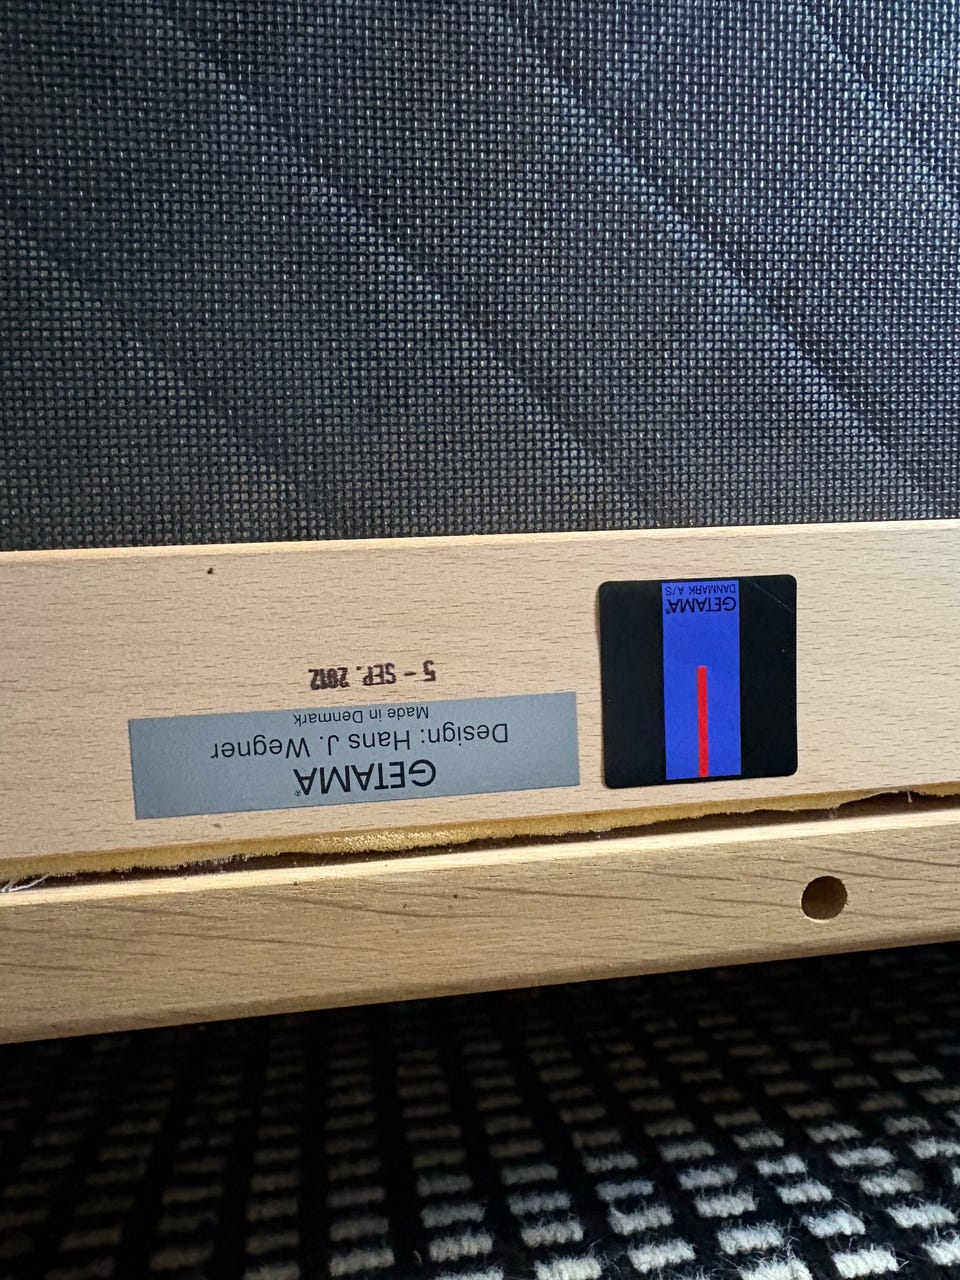 GETAMA®
Design: Hans J. Wegner
Made in Denmark
5 - SEP. 2012
GETAMA®
DANMARK A/S